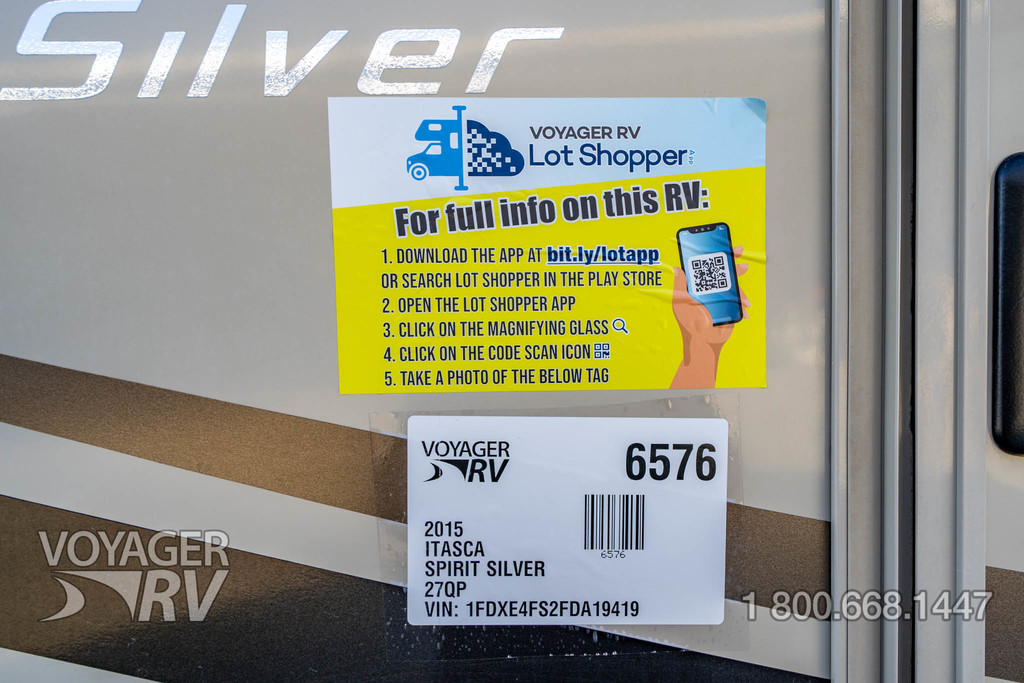 Silver
VOYAGER RV
Lot Shopper App
For full info on this RV:
1. DOWNLOAD THE APP AT bit.ly/lotapp
OR SEARCH LOT SHOPPER IN THE PLAY STORE
2. OPEN THE LOT SHOPPER APP
3. CLICK ON THE MAGNIFYING GLASS
4. CLICK ON THE CODE SCAN ICON
5. TAKE A PHOTO OF THE BELOW TAG
VOYAGER
RV
6576
6576
2015
ITASCA
SPIRIT SILVER
27QP
VIN: 1FDXE4FS2FDA19419
VOYAGER
RV
1 800.668.1447